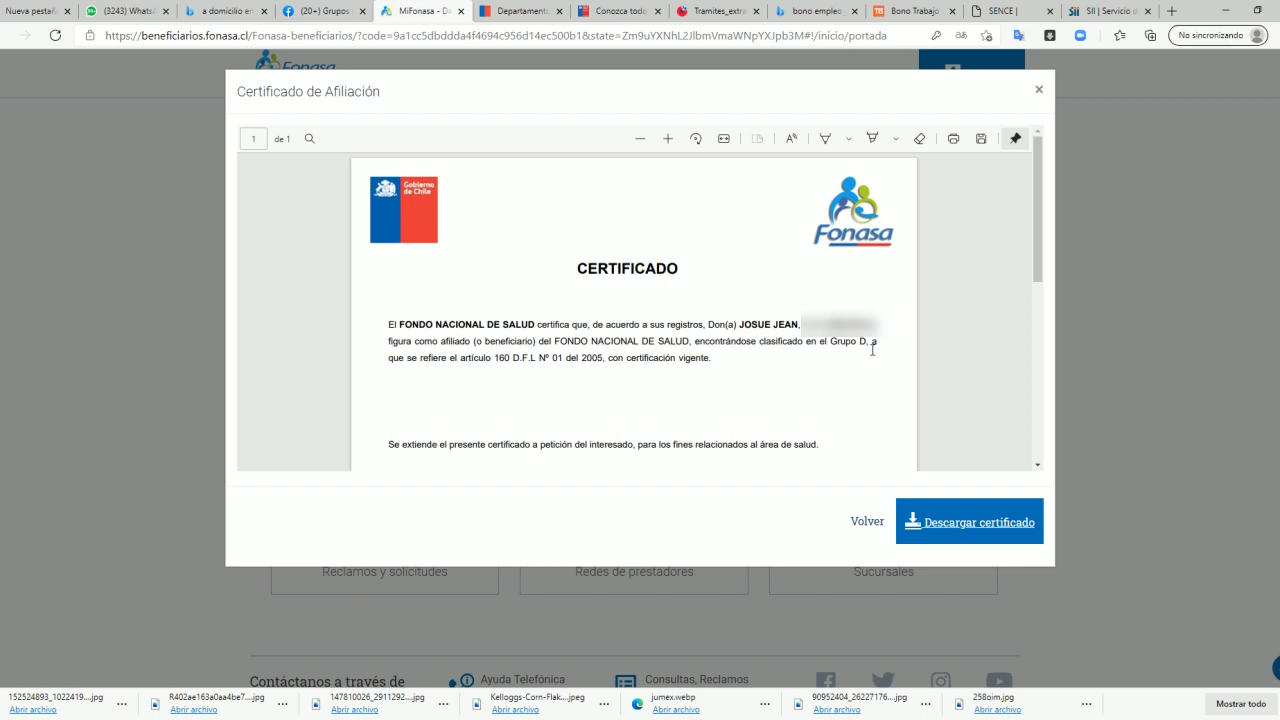 Nueva pestañ
(3243) WhatsA
a domicilio en
(20+) Grupos
MiFonasa - Da
Departamento
Conozca todo
Tramites_extra
bono empleo
Bono Trabajo
SENCE |
SII | Servicio d
https://beneficiarios.fonasa.cl/Fonasa-beneficiarios/?code=9a1cc5dbddda4f4694c956d14ec500b1&state=Zm9uYXNhL2JlbmVmaWNpYXJpb3M#!/inicio/portada
No sincronizando
Fonasa
Certificado de Afiliación
×
1 de 1
Gobierno
de Chile
Fonasa
CERTIFICADO
El FONDO NACIONAL DE SALUD certifica que, de acuerdo a sus registros, Don(a) JOSUE JEAN,
figura como afiliado (o beneficiario) del FONDO NACIONAL DE SALUD, encontrándose clasificado en el Grupo D, a
que se refiere el artículo 160 D.F.L Nº 01 del 2005, con certificación vigente.
Se extiende el presente certificado a petición del interesado, para los fines relacionados al área de salud.
Volver
Descargar certificado
Reclamos y solicitudes
Redes de prestadores
Sucursales
Contáctanos a través de
Ayuda Telefónica
Consultas, Reclamos
152524893_1022419....jpg
Abrir archivo
R402ae163a0aa4be7....jpg
Abrir archivo
147810026_2911292....jpg
Abrir archivo
Kelloggs-Corn-Flak....jpeg
Abrir archivo
jumex.webp
Abrir archivo
90952404_26227176...jpg
Abrir archivo
258oim.jpg
Abrir archivo
Mostrar todo